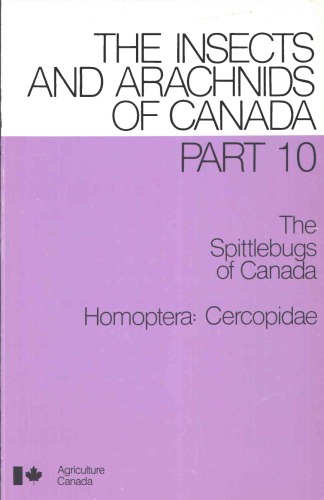 THE INSECTS
AND ARACHNIDS
OF CANADA
PART 10
The
Spittlebugs
of Canada
Homoptera: Cercopidae
Agriculture
Canada